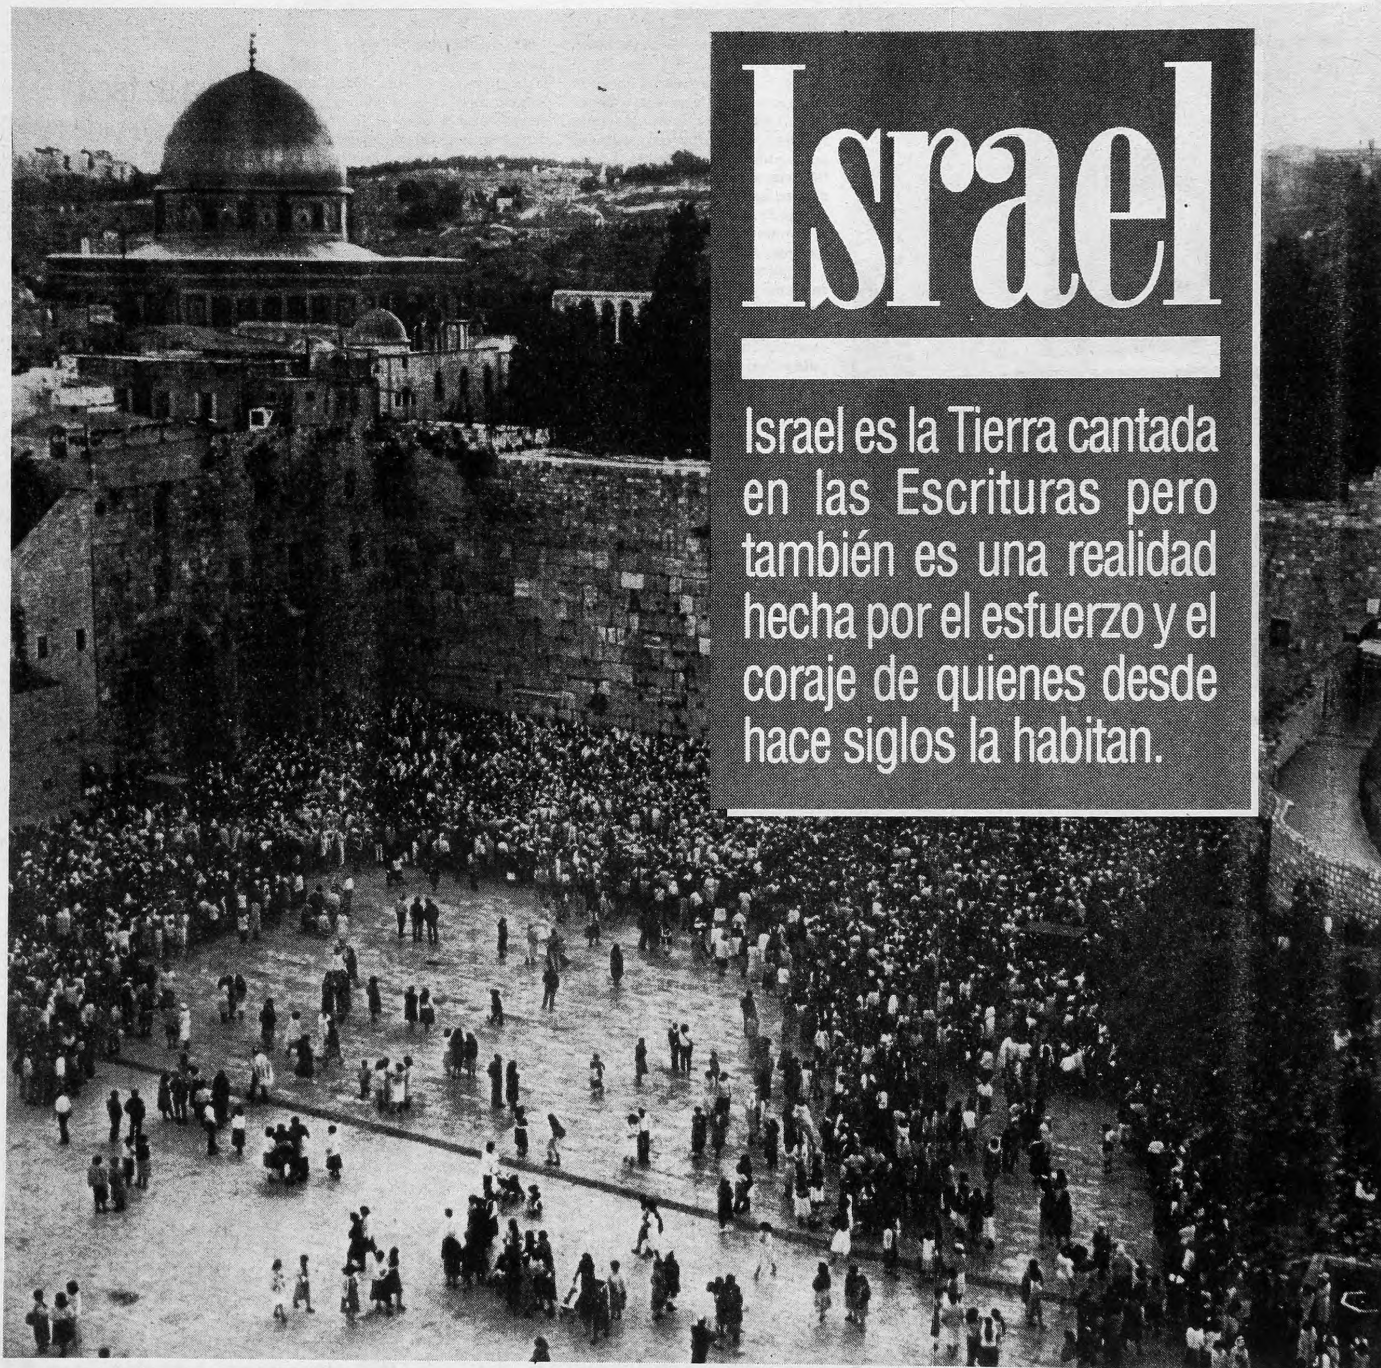 Israel
Israel es la Tierra cantada
en las Escrituras pero
también es una realidad
hecha por el esfuerzo y el
coraje de quienes desde
hace siglos la habitan.